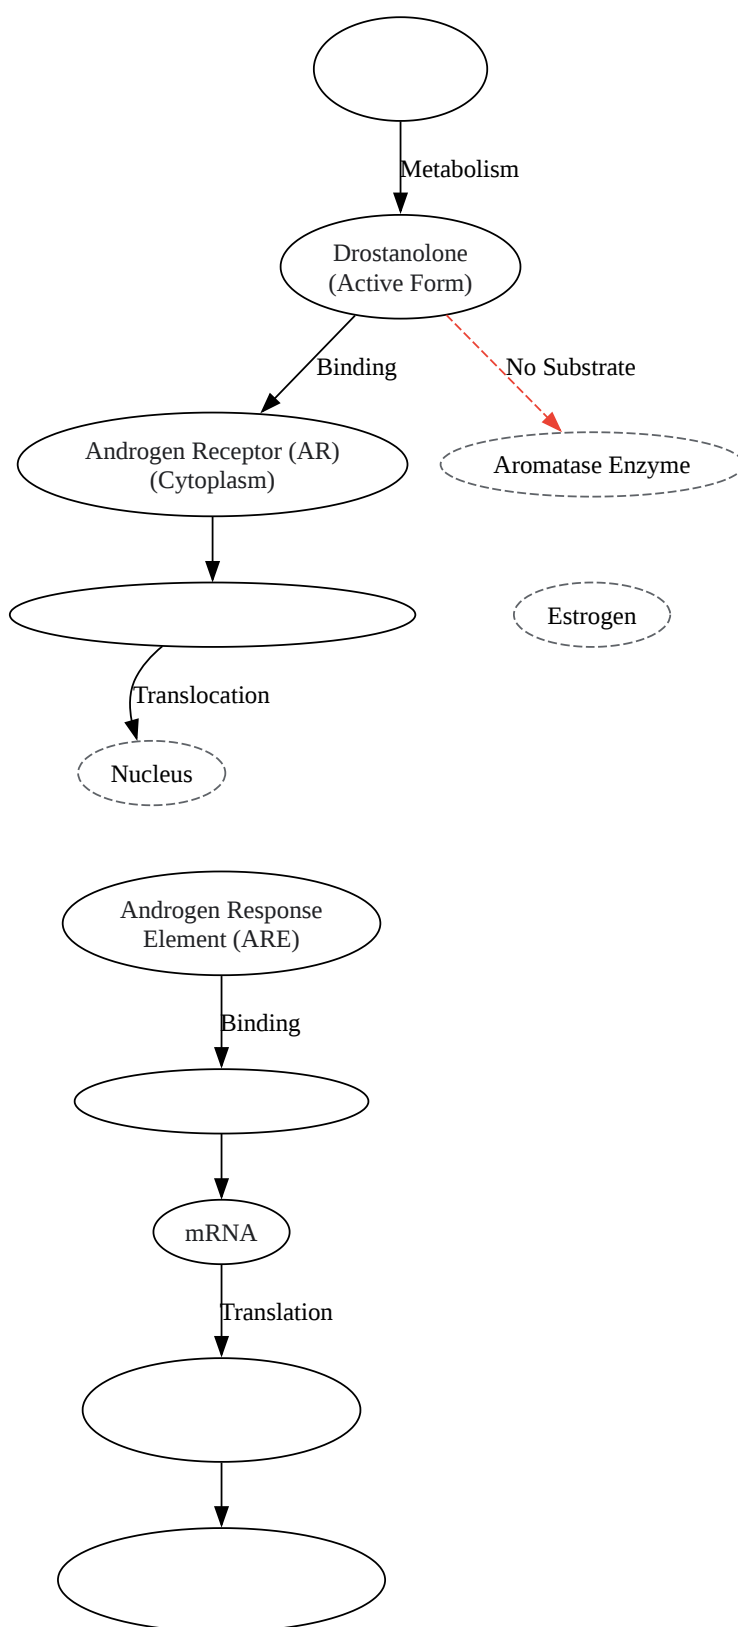 Metabolism
Drostanolone
(Active Form)
Binding
No Substrate
Androgen Receptor (AR)
(Cytoplasm)
Aromatase Enzyme
Estrogen
Translocation
Nucleus
Androgen Response
Element (ARE)
Binding
mRNA
Translation